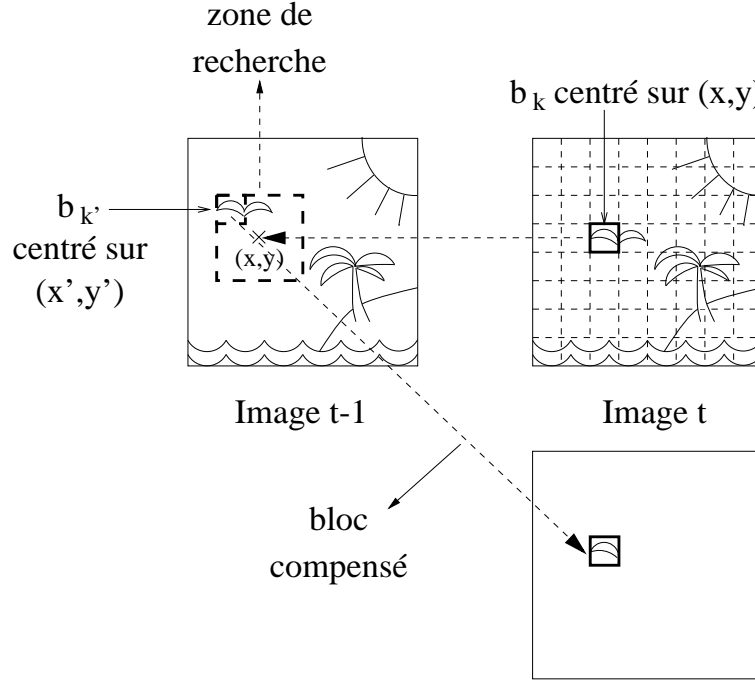 zone de
recherche
b k centré sur (x,y)
b k’
centré sur
(x’,y’)
(x,y)
Image t-1
Image t
bloc
compensé